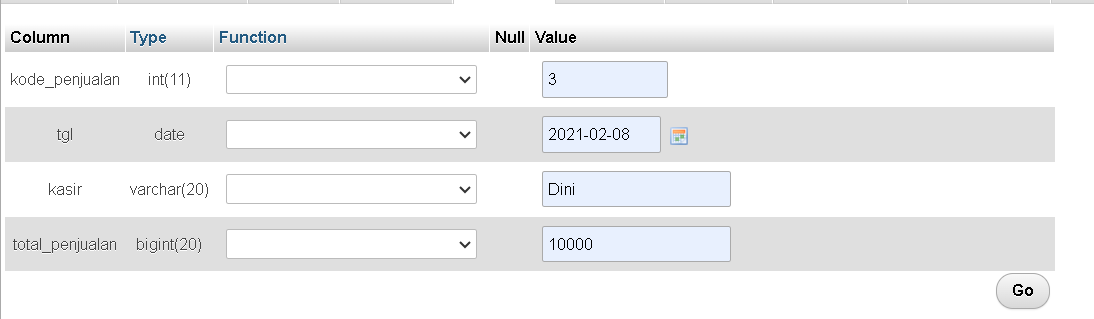 Column Type Function Null Value
kode_penjualan int(11) 3
tgl date 2021-02-08
kasir varchar(20) Dini
total_penjualan bigint(20) 10000
Go